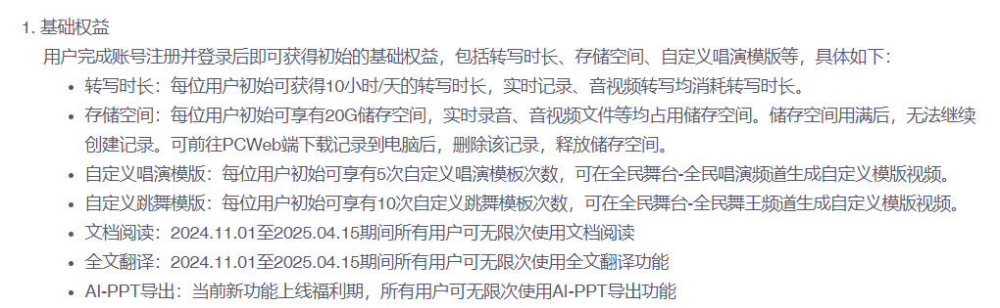 1. 基础权益
用户完成账号注册并登录后即可获得初始的基础权益，包括转写时长、存储空间、自定义唱演模版等，具体如下：
• 转写时长：每位用户初始可获得10小时/天的转写时长，实时记录、音视频转写均消耗转写时长。
• 存储空间：每位用户初始可享有20G储存空间，实时录音、音视频文件等均占用储存空间。储存空间用满后，无法继续
创建记录。可前往PCWeb端下载记录到电脑后，删除该记录，释放储存空间。
• 自定义唱演模版：每位用户初始可享有5次自定义唱演模板次数，可在全民舞台-全民唱演频道生成自定义模版视频。
• 自定义跳舞模版：每位用户初始可享有10次自定义跳舞模板次数，可在全民舞台-全民舞王频道生成自定义模版视频。
• 文档阅读：2024.11.01至2025.04.15期间所有用户可无限次使用文档阅读
• 全文翻译：2024.11.01至2025.04.15期间所有用户可无限次使用全文翻译功能
• AI-PPT导出：当前新功能上线福利期，所有用户可无限次使用AI-PPT导出功能